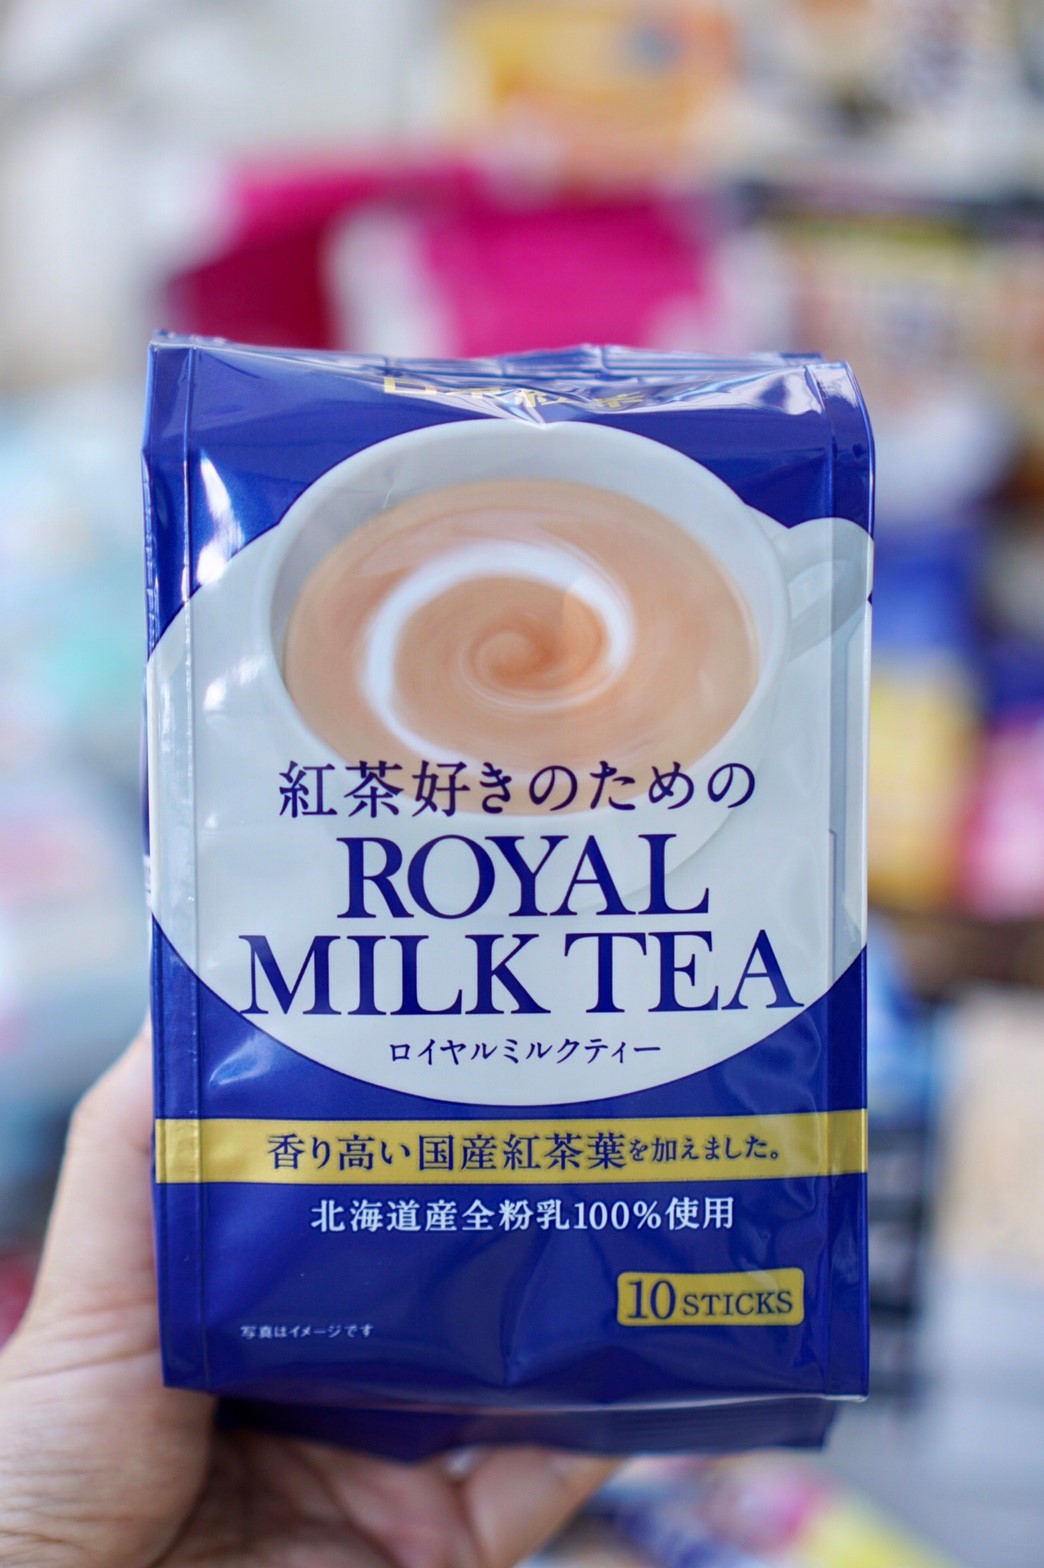 紅茶好きのための
ROYAL
MILK TEA
ロイヤルミルクティー
香り高い国産紅茶葉を加えました。
北海道産全粉乳100%使用
10 STICKS
写真はイメージです